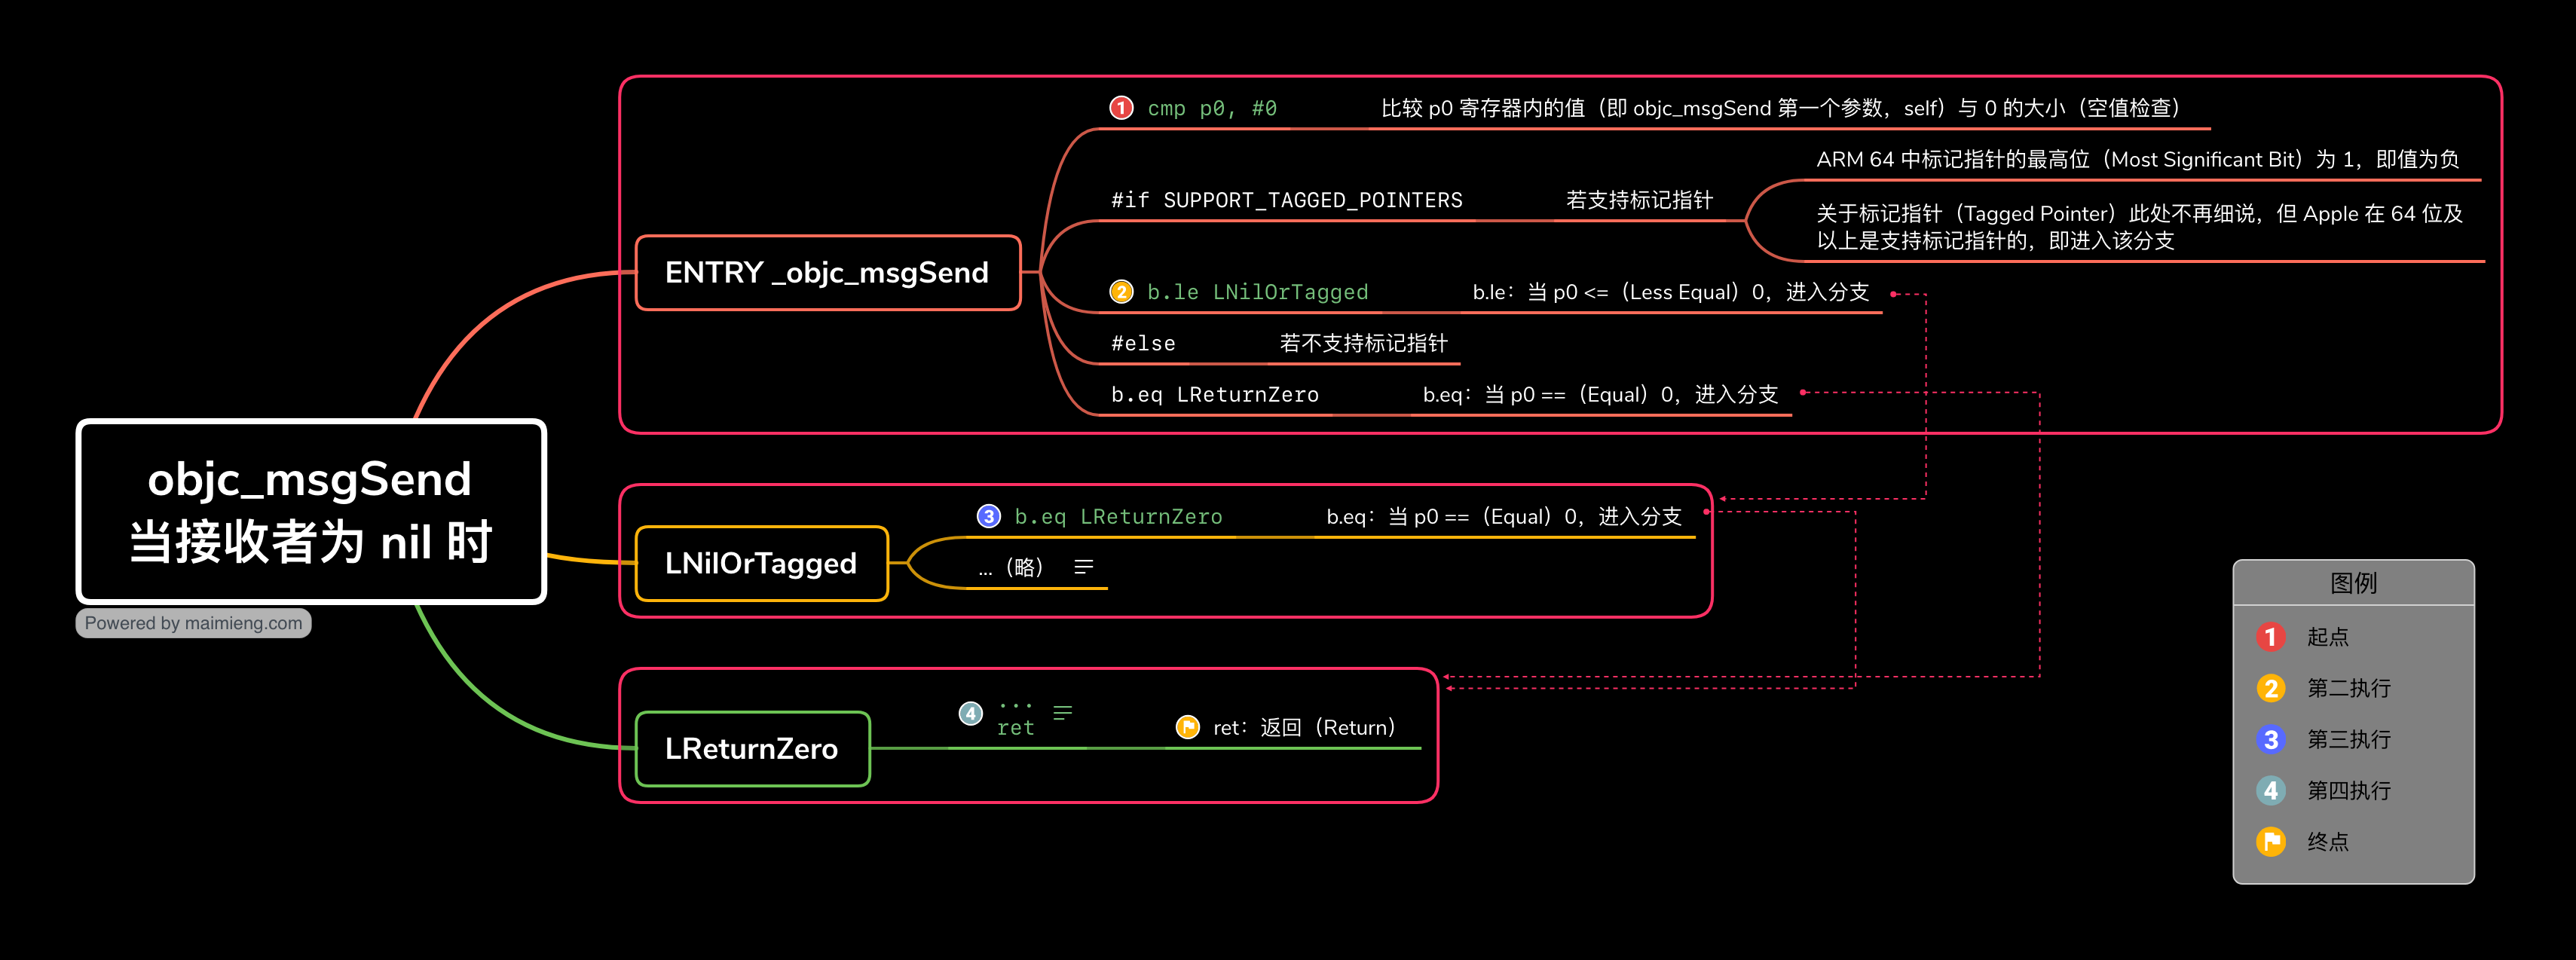 objc_msgSend
当接收者为 nil 时
Powered by maimieng.com
ENTRY _objc_msgSend
1 cmp p0, #0
比较 p0 寄存器内的值（即 objc_msgSend 第一个参数，self）与 0 的大小（空值检查）
#if SUPPORT_TAGGED_POINTERS
若支持标记指针
ARM 64 中标记指针的最高位（Most Significant Bit）为 1，即值为负
关于标记指针（Tagged Pointer）此处不再细说，但 Apple 在 64 位及
以上是支持标记指针的，即进入该分支
2 b.le LNilOrTagged
b.le：当 p0 <=（Less Equal）0，进入分支
#else
若不支持标记指针
b.eq LReturnZero
b.eq：当 p0 ==（Equal）0，进入分支
LNilOrTagged
3 b.eq LReturnZero
b.eq：当 p0 ==（Equal）0，进入分支
...（略）
LReturnZero
4 ...
ret
ret：返回（Return）
图例
1 起点
2 第二执行
3 第三执行
4 第四执行
终点